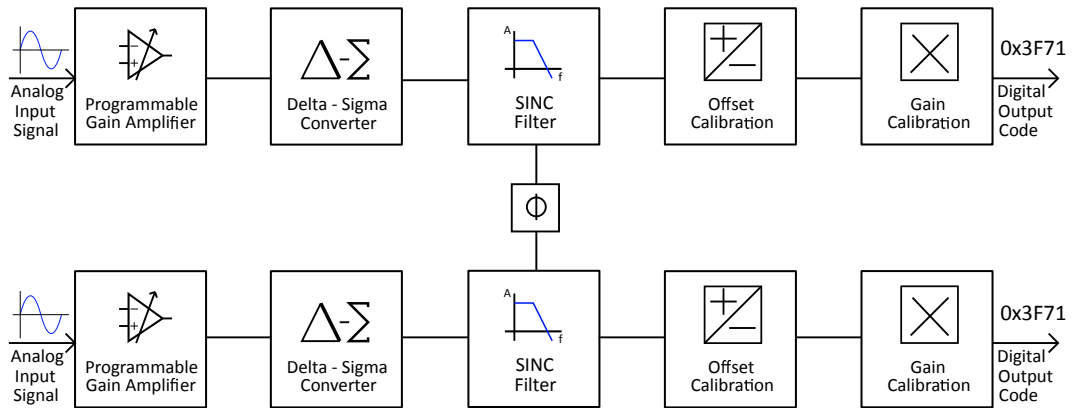 A
f
Δ-Σ
0x3F71
Analog
Input
Signal
Programmable
Gain Amplifier
Delta - Sigma
Converter
SINC
Filter
Offset
Calibration
Gain
Calibration
Digital
Output
Code
Φ
A
f
Δ-Σ
0x3F71
Analog
Input
Signal
Programmable
Gain Amplifier
Delta - Sigma
Converter
SINC
Filter
Offset
Calibration
Gain
Calibration
Digital
Output
Code